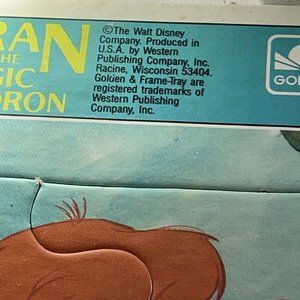 RAN
THE
GIC
DRON
©The Walt Disney
Company. Produced in
U.S.A. by Western
Publishing Company, Inc.
Racine, Wisconsin 53404.
Golden & Frame-Tray are
registered trademarks of
Western Publishing
Company, Inc.
GOL